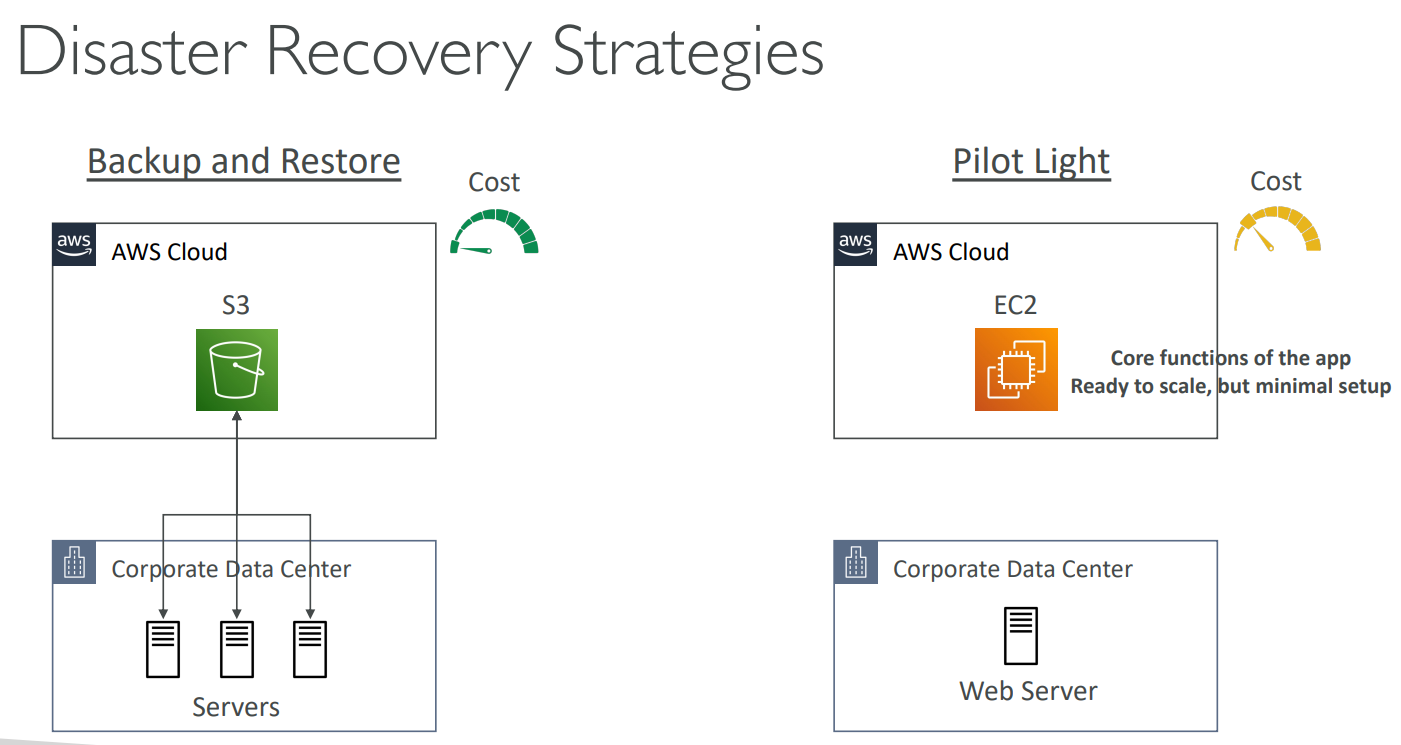 Disaster Recovery Strategies
Backup and Restore
Cost
aws
AWS Cloud
S3
Corporate Data Center
Servers
Pilot Light
Cost
aws
AWS Cloud
EC2
Core functions of the app
Ready to scale, but minimal setup
Corporate Data Center
Web Server